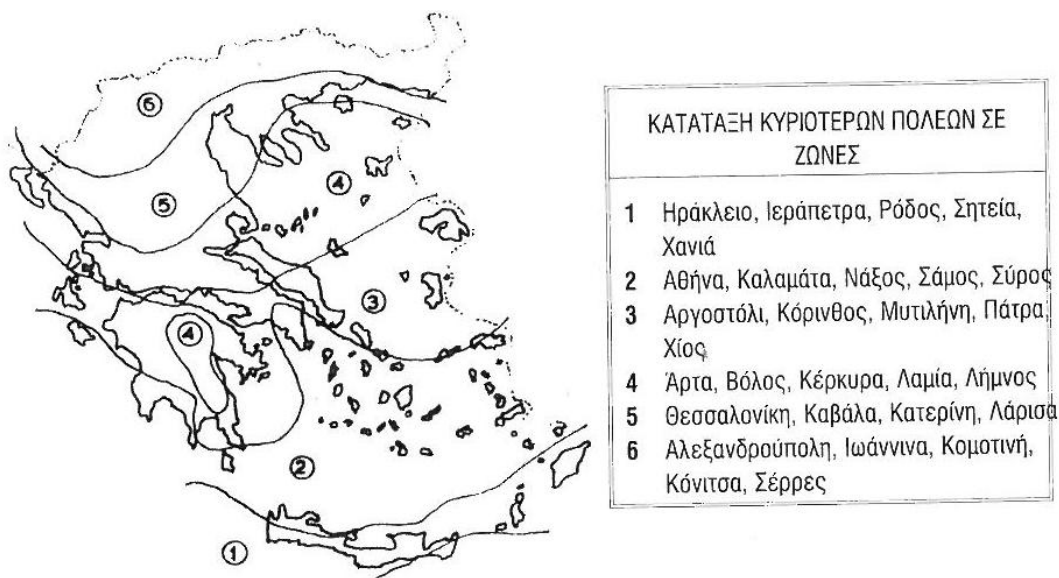 6
5
4
3
4
2
1
ΚΑΤΑΤΑΞΗ ΚΥΡΙΟΤΕΡΩΝ ΠΟΛΕΩΝ ΣΕ
ΖΩΝΕΣ
1 Ηράκλειο, Ιεράπετρα, Ρόδος, Σητεία,
Χανιά
2 Αθήνα, Καλαμάτα, Νάξος, Σάμος, Σύρος
3 Αργοστόλι, Κόρινθος, Μυτιλήνη, Πάτρα,
Χίος
4 Άρτα, Βόλος, Κέρκυρα, Λαμία, Λήμνος
5 Θεσσαλονίκη, Καβάλα, Κατερίνη, Λάρισα
6 Αλεξανδρούπολη, Ιωάννινα, Κομοτινή,
Κόνιτσα, Σέρρες